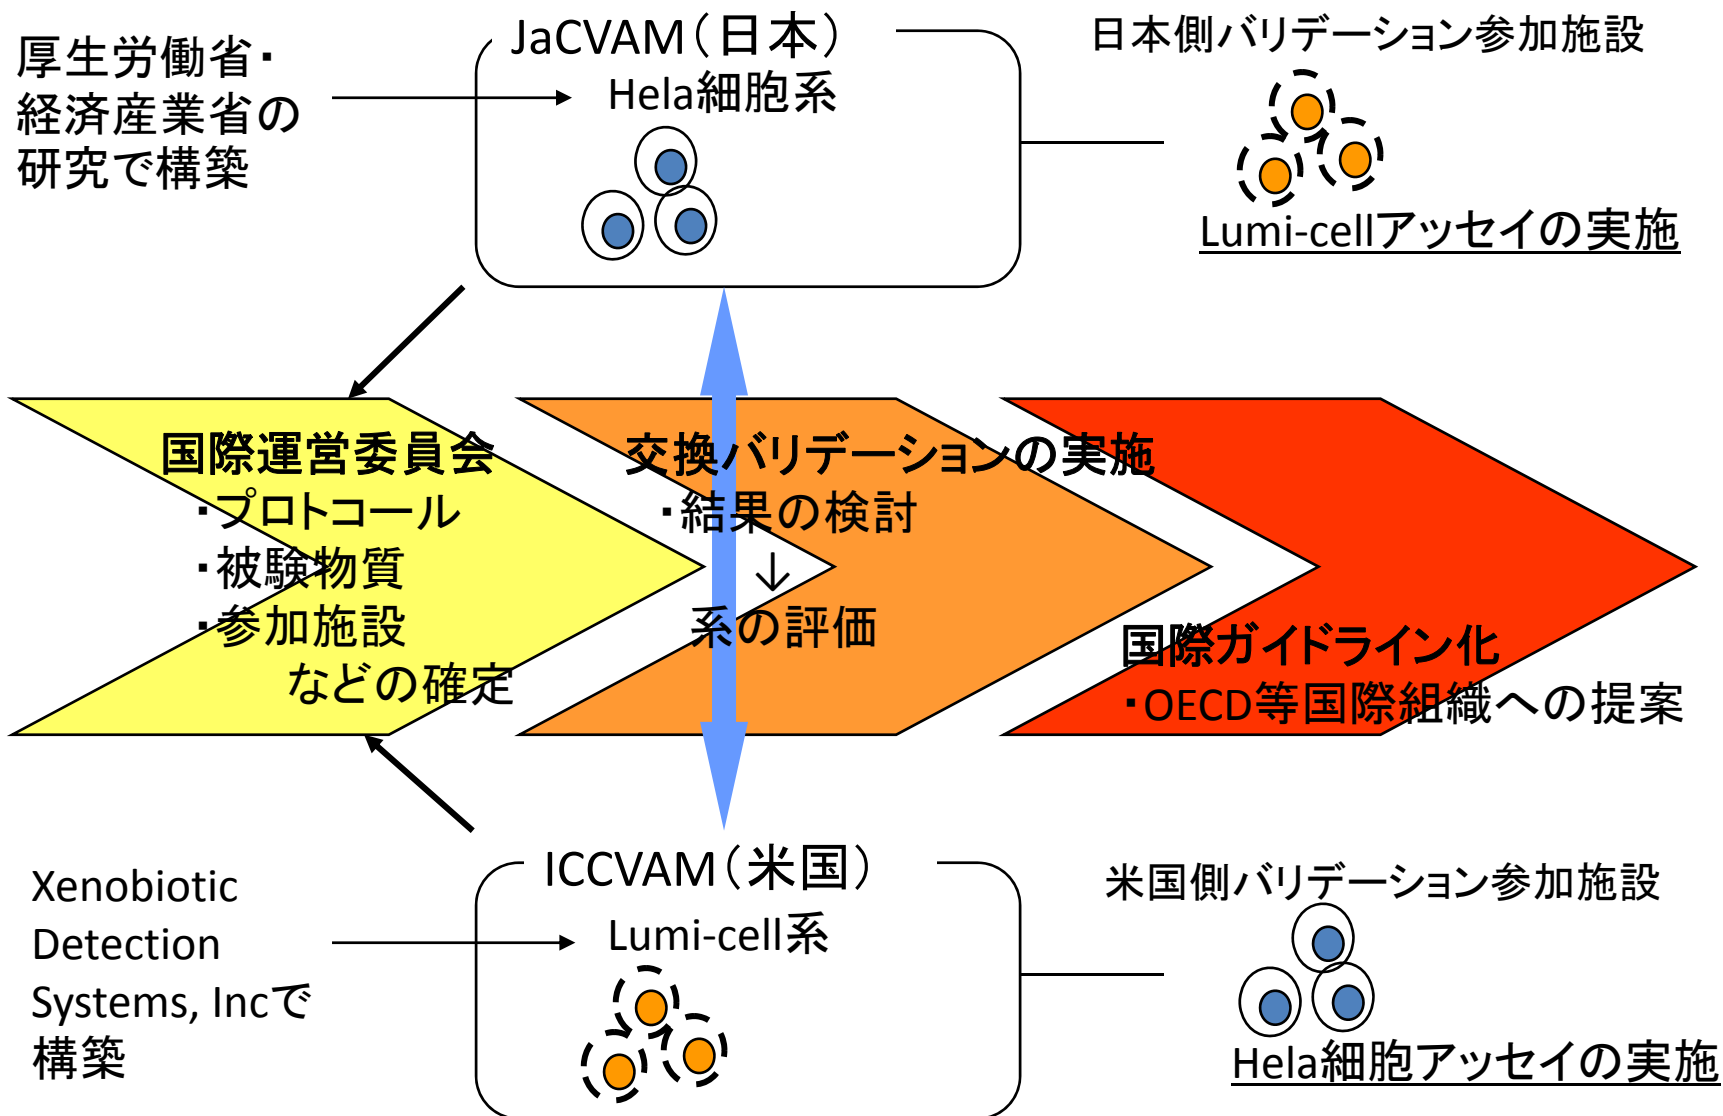 厚生労働省・
経済産業省の
研究で構築
JaCVAM（日本）
Hela細胞系
日本側バリデーション参加施設
Lumi-cellアッセイの実施
国際運営委員会
・プロトコール
・被験物質
・参加施設
などの確定
交換バリデーションの実施
・結果の検討
↓
系の評価
国際ガイドライン化
・OECD等国際組織への提案
Xenobiotic
Detection
Systems, Incで
構築
ICCVAM（米国）
Lumi-cell系
米国側バリデーション参加施設
Hela細胞アッセイの実施